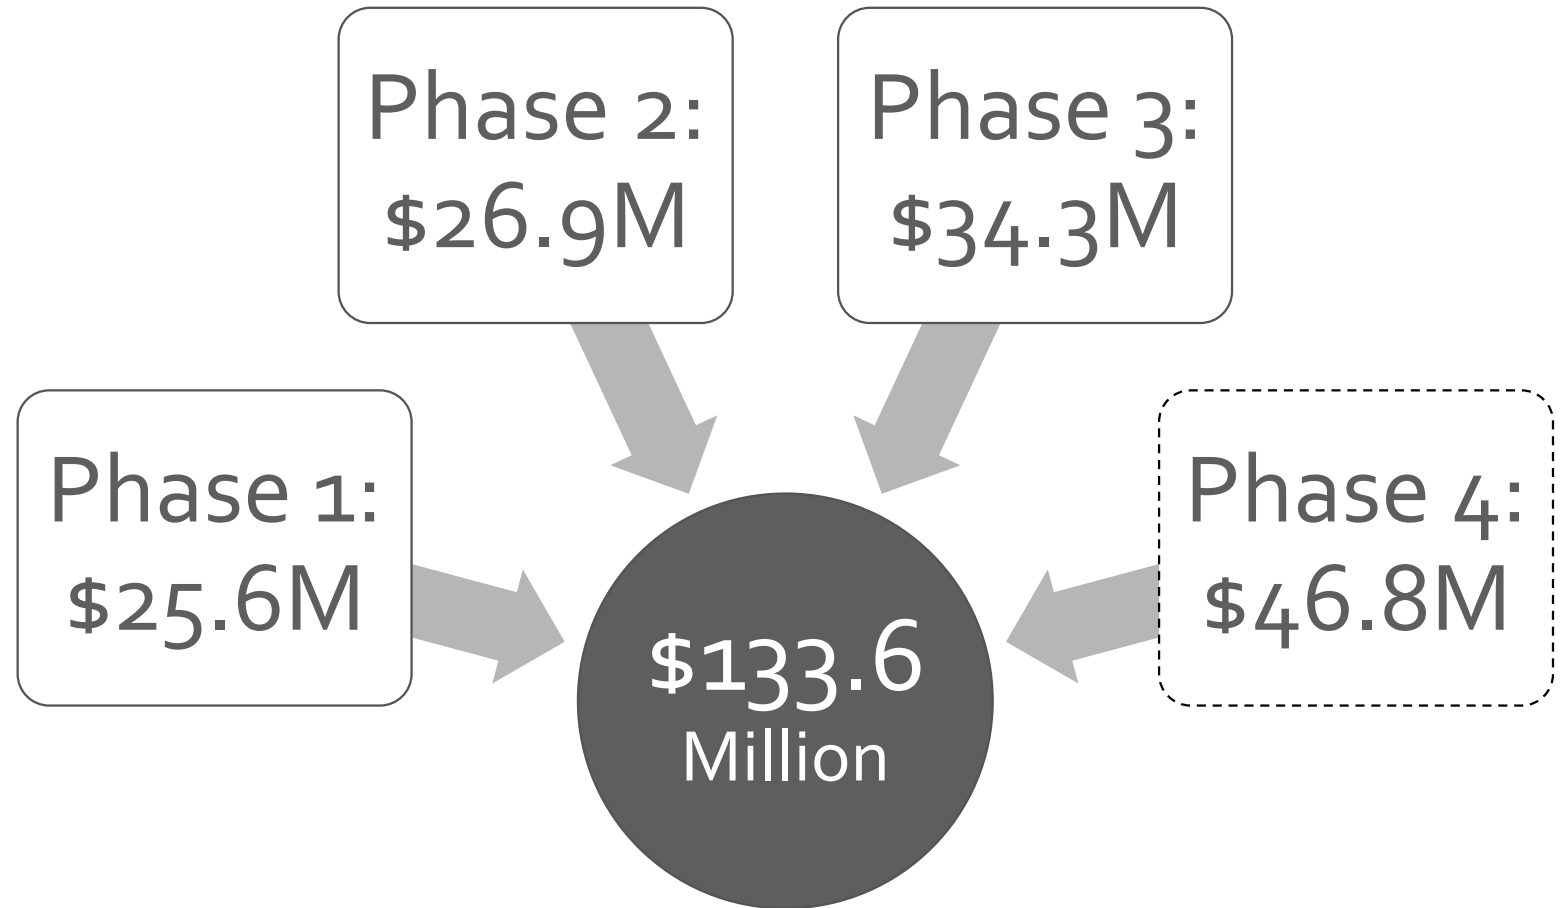 Phase 1:
$25.6M
Phase 2:
$26.9M
Phase 3:
$34.3M
Phase 4:
$46.8M
$133.6
Million